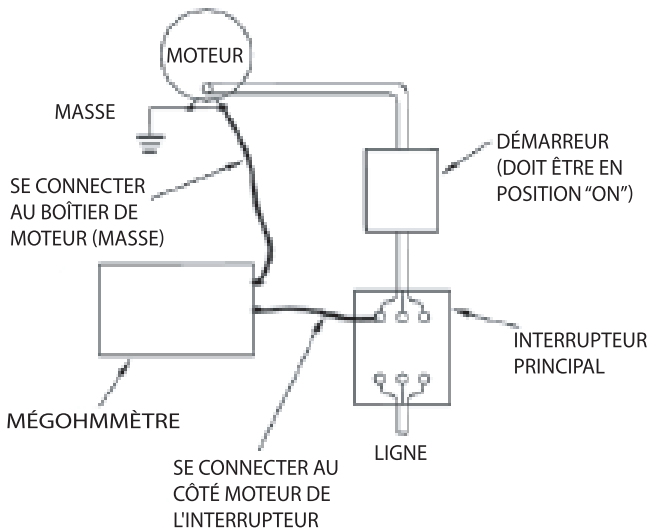 MOTEUR
MASSE
DÉMARREUR
(DOIT ÊTRE EN
POSITION “ON”)
SE CONNECTER
AU BOÎTIER DE
MOTEUR (MASSE)
INTERRUPTEUR
PRINCIPAL
MÉGOHMMÈTRE
LIGNE
SE CONNECTER AU
CÔTÉ MOTEUR DE
L'INTERRUPTEUR